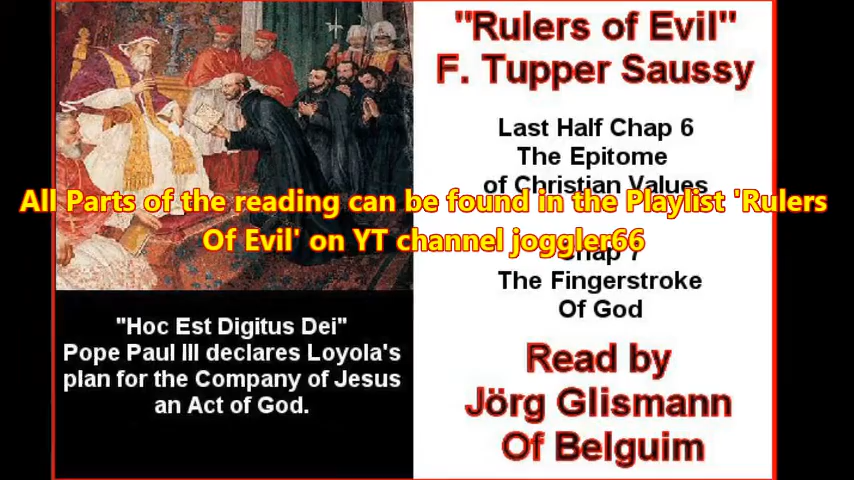 "Rulers of Evil"
F. Tupper Saussy
Last Half Chap 6
The Epitome
of Christian Values
All Parts of the reading can be found in the Playlist 'Rulers
Of Evil' on YT channel joggler66
Chap 7
The Fingerstroke
Of God
"Hoc Est Digitus Dei"
Pope Paul III declares Loyola's
plan for the Company of Jesus
an Act of God.
Read by
Jörg Glismann
Of Belguim